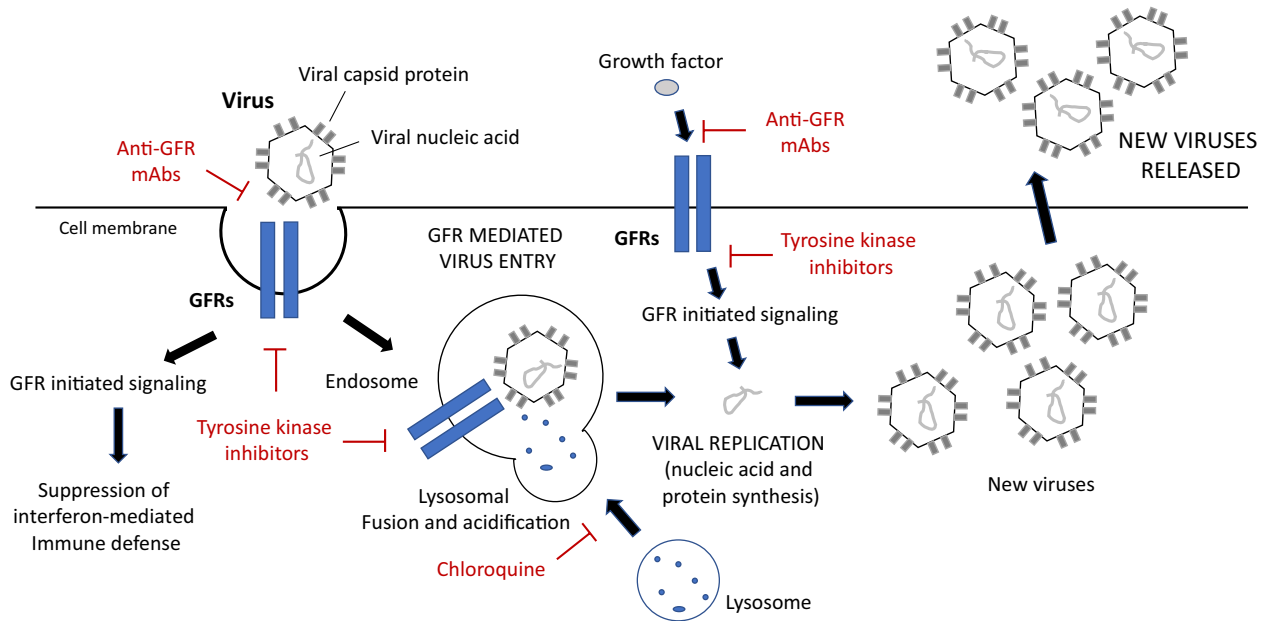 Viral capsid protein
Virus
Viral nucleic acid
Anti-GFR
mAbs
Cell membrane
GFRs
GFR MEDIATED
VIRUS ENTRY
Growth factor
Anti-GFR
mAbs
GFRs
Tyrosine kinase
inhibitors
GFR initiated signaling
NEW VIRUSES
RELEASED
GFR initiated signaling
Endosome
Tyrosine kinase
inhibitors
Suppression of
interferon-mediated
Immune defense
Lysosomal
Fusion and acidification
Chloroquine
Lysosome
VIRAL REPLICATION
(nucleic acid and
protein synthesis)
New viruses